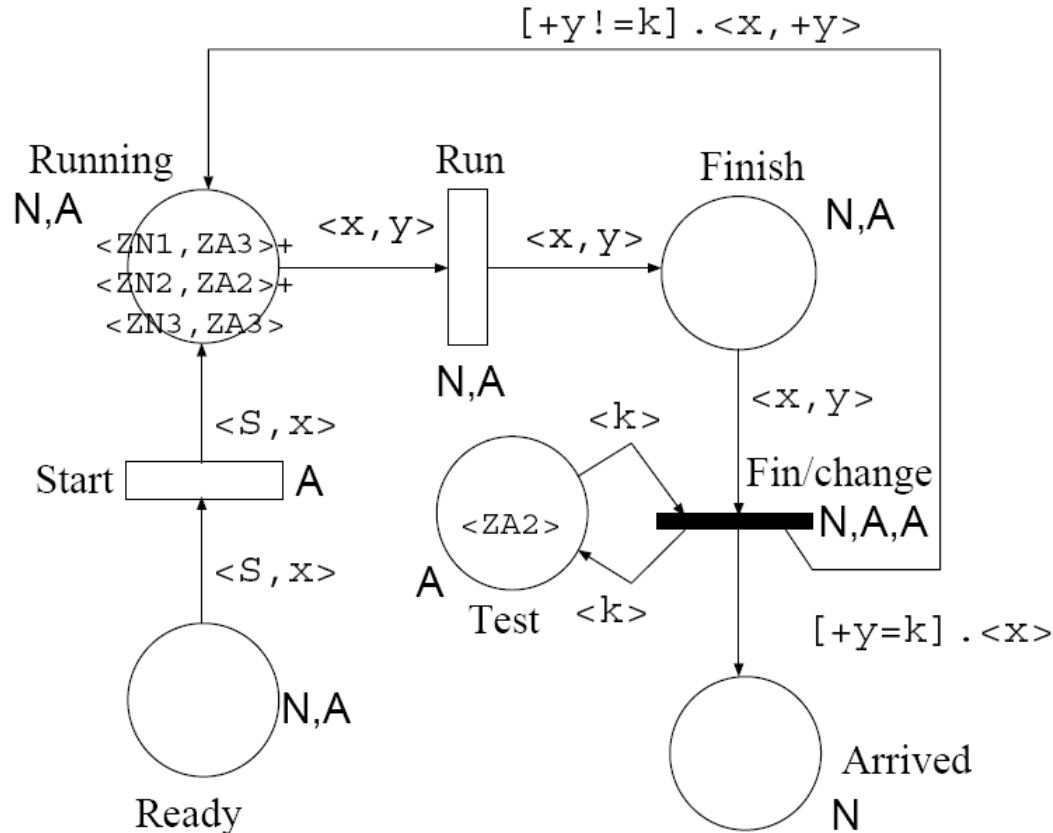 [+y!=k].<x,+y>
Running
N,A
<ZN1,ZA3>+
<ZN2,ZA2>+
<ZN3,ZA3>
<x,y>
Run
N,A
<x,y>
Finish
N,A
<x,y>
<S,x>
Start
A
<S,x>
<k>
<ZA2>
A
Test
<k>
Fin/change
N,A,A
[+y=k].<x>
N,A
Ready
Arrived
N